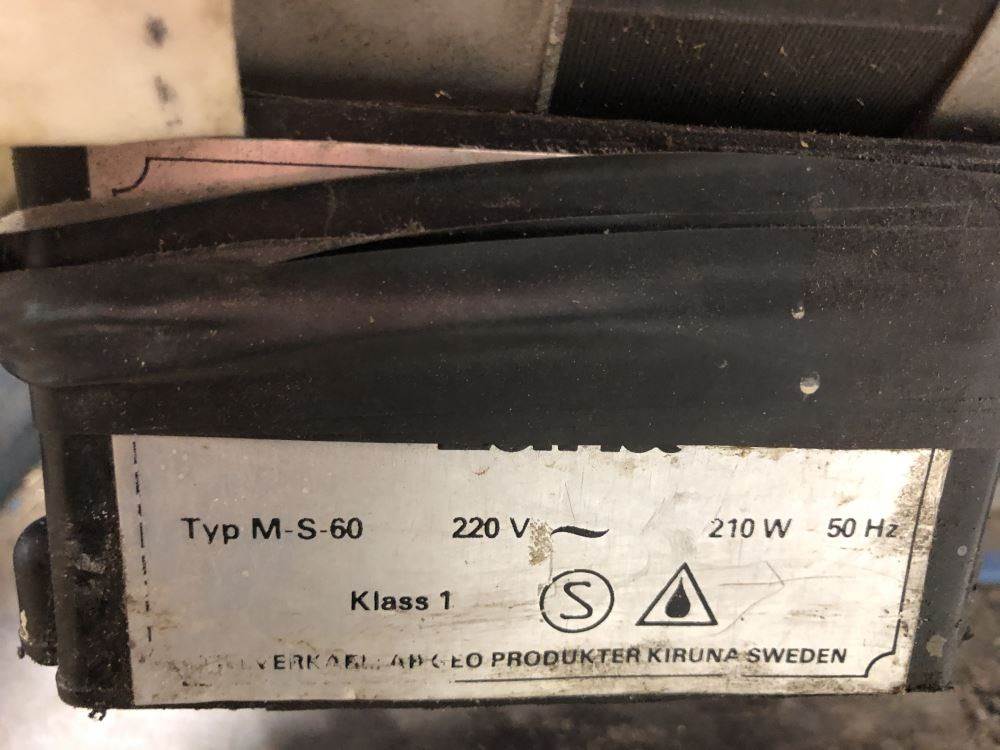 Typ M-S-60 220 V ~ 210 W 50 Hz
Klass 1 S
PRODUKTER KIRUNA SWEDEN